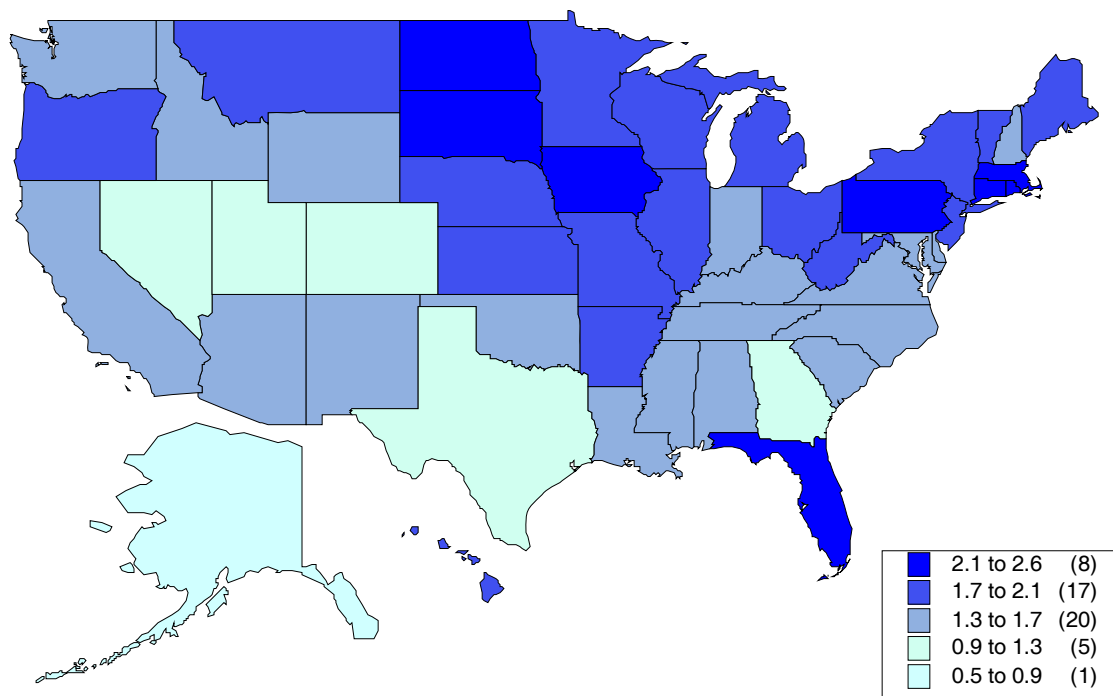 2.1 to 2.6 (8)
1.7 to 2.1 (17)
1.3 to 1.7 (20)
0.9 to 1.3 (5)
0.5 to 0.9 (1)